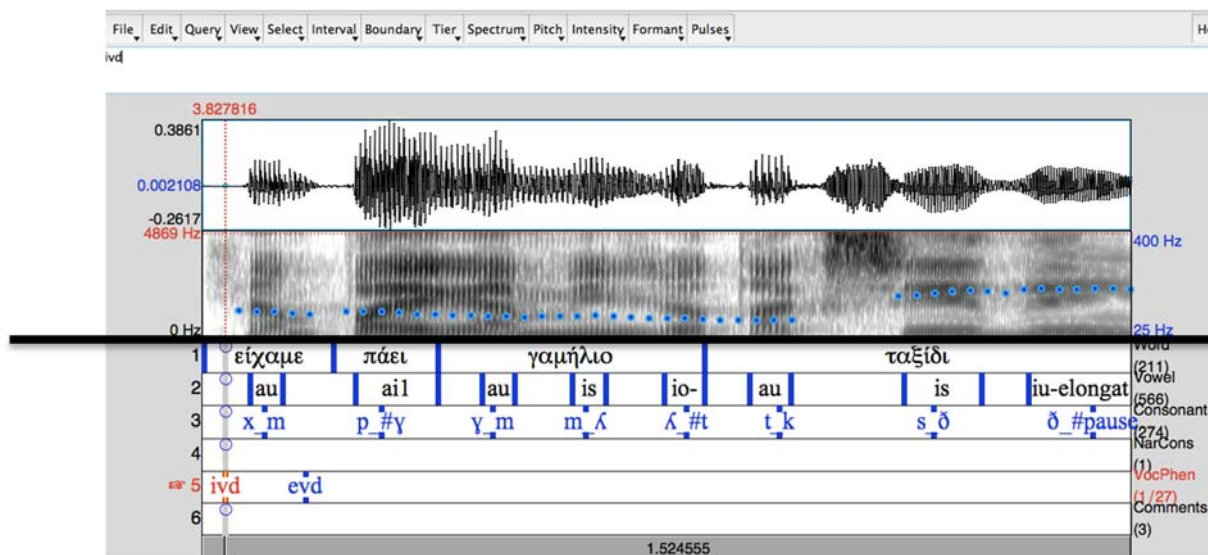 File Edit Query View Select Interval Boundary Tier Spectrum Pitch Intensity Formant Pulses
ivd
3.827816
0.3861
0.002108
-0.2617
4869 Hz 400 Hz
0 Hz 25 Hz
1 είχαμε πάει γαμήλιο ταξίδι Word
(211)
2 au ai1 au is io- au is iu-elongat Vowel
(566)
3 x_m p_#ɣ ɣ_m m_ʎ ʎ_#t t_k s_ð ð_#pause Consonant
(274)
4 NarCons
(1)
5 ivd evd VocPhen
(1/27)
6 Comments
(3)
1.524555